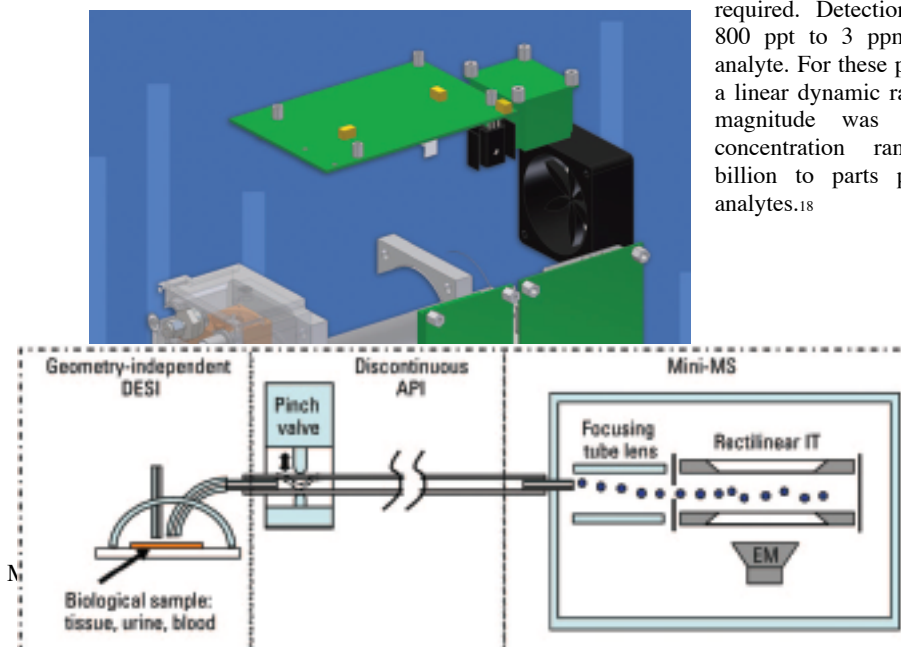 required. Detection
800 ppt to 3 ppm
analyte. For these p
a linear dynamic ra
magnitude was
concentration ran
billion to parts p
analytes.18
Geometry-independent
DESI
Discontinuous
API
Mini-MS
Pinch
valve
Focusing
tube lens
Rectilinear IT
EM
Biological sample:
tissue, urine, blood